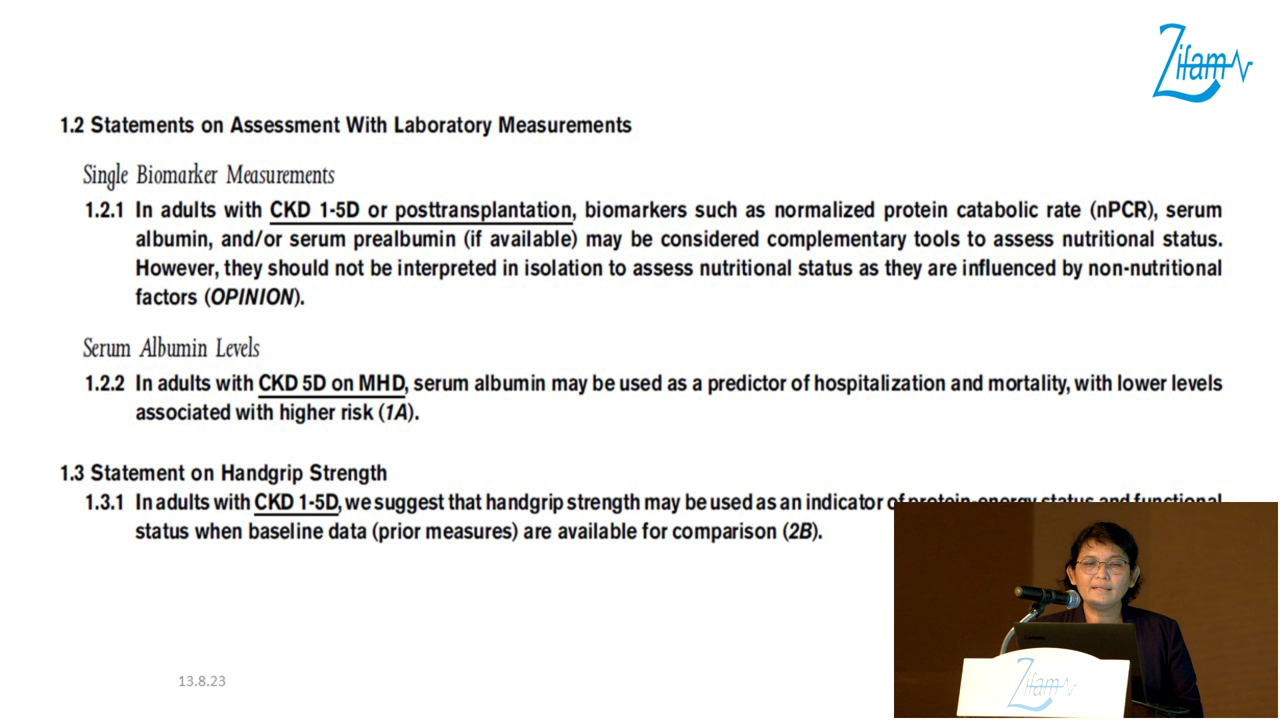 Zifam
1.2 Statements on Assessment With Laboratory Measurements
Single Biomarker Measurements
1.2.1 In adults with CKD 1-5D or posttransplantation, biomarkers such as normalized protein catabolic rate (nPCR), serum
albumin, and/or serum prealbumin (if available) may be considered complementary tools to assess nutritional status.
However, they should not be interpreted in isolation to assess nutritional status as they are influenced by non-nutritional
factors (OPINION).
Serum Albumin Levels
1.2.2 In adults with CKD 5D on MHD, serum albumin may be used as a predictor of hospitalization and mortality, with lower levels
associated with higher risk (1A).
1.3 Statement on Handgrip Strength
1.3.1 In adults with CKD 1-5D, we suggest that handgrip strength may be used as an indicator of protein-energy status and functional
status when baseline data (prior measures) are available for comparison (2B).
13.8.23
Zifam